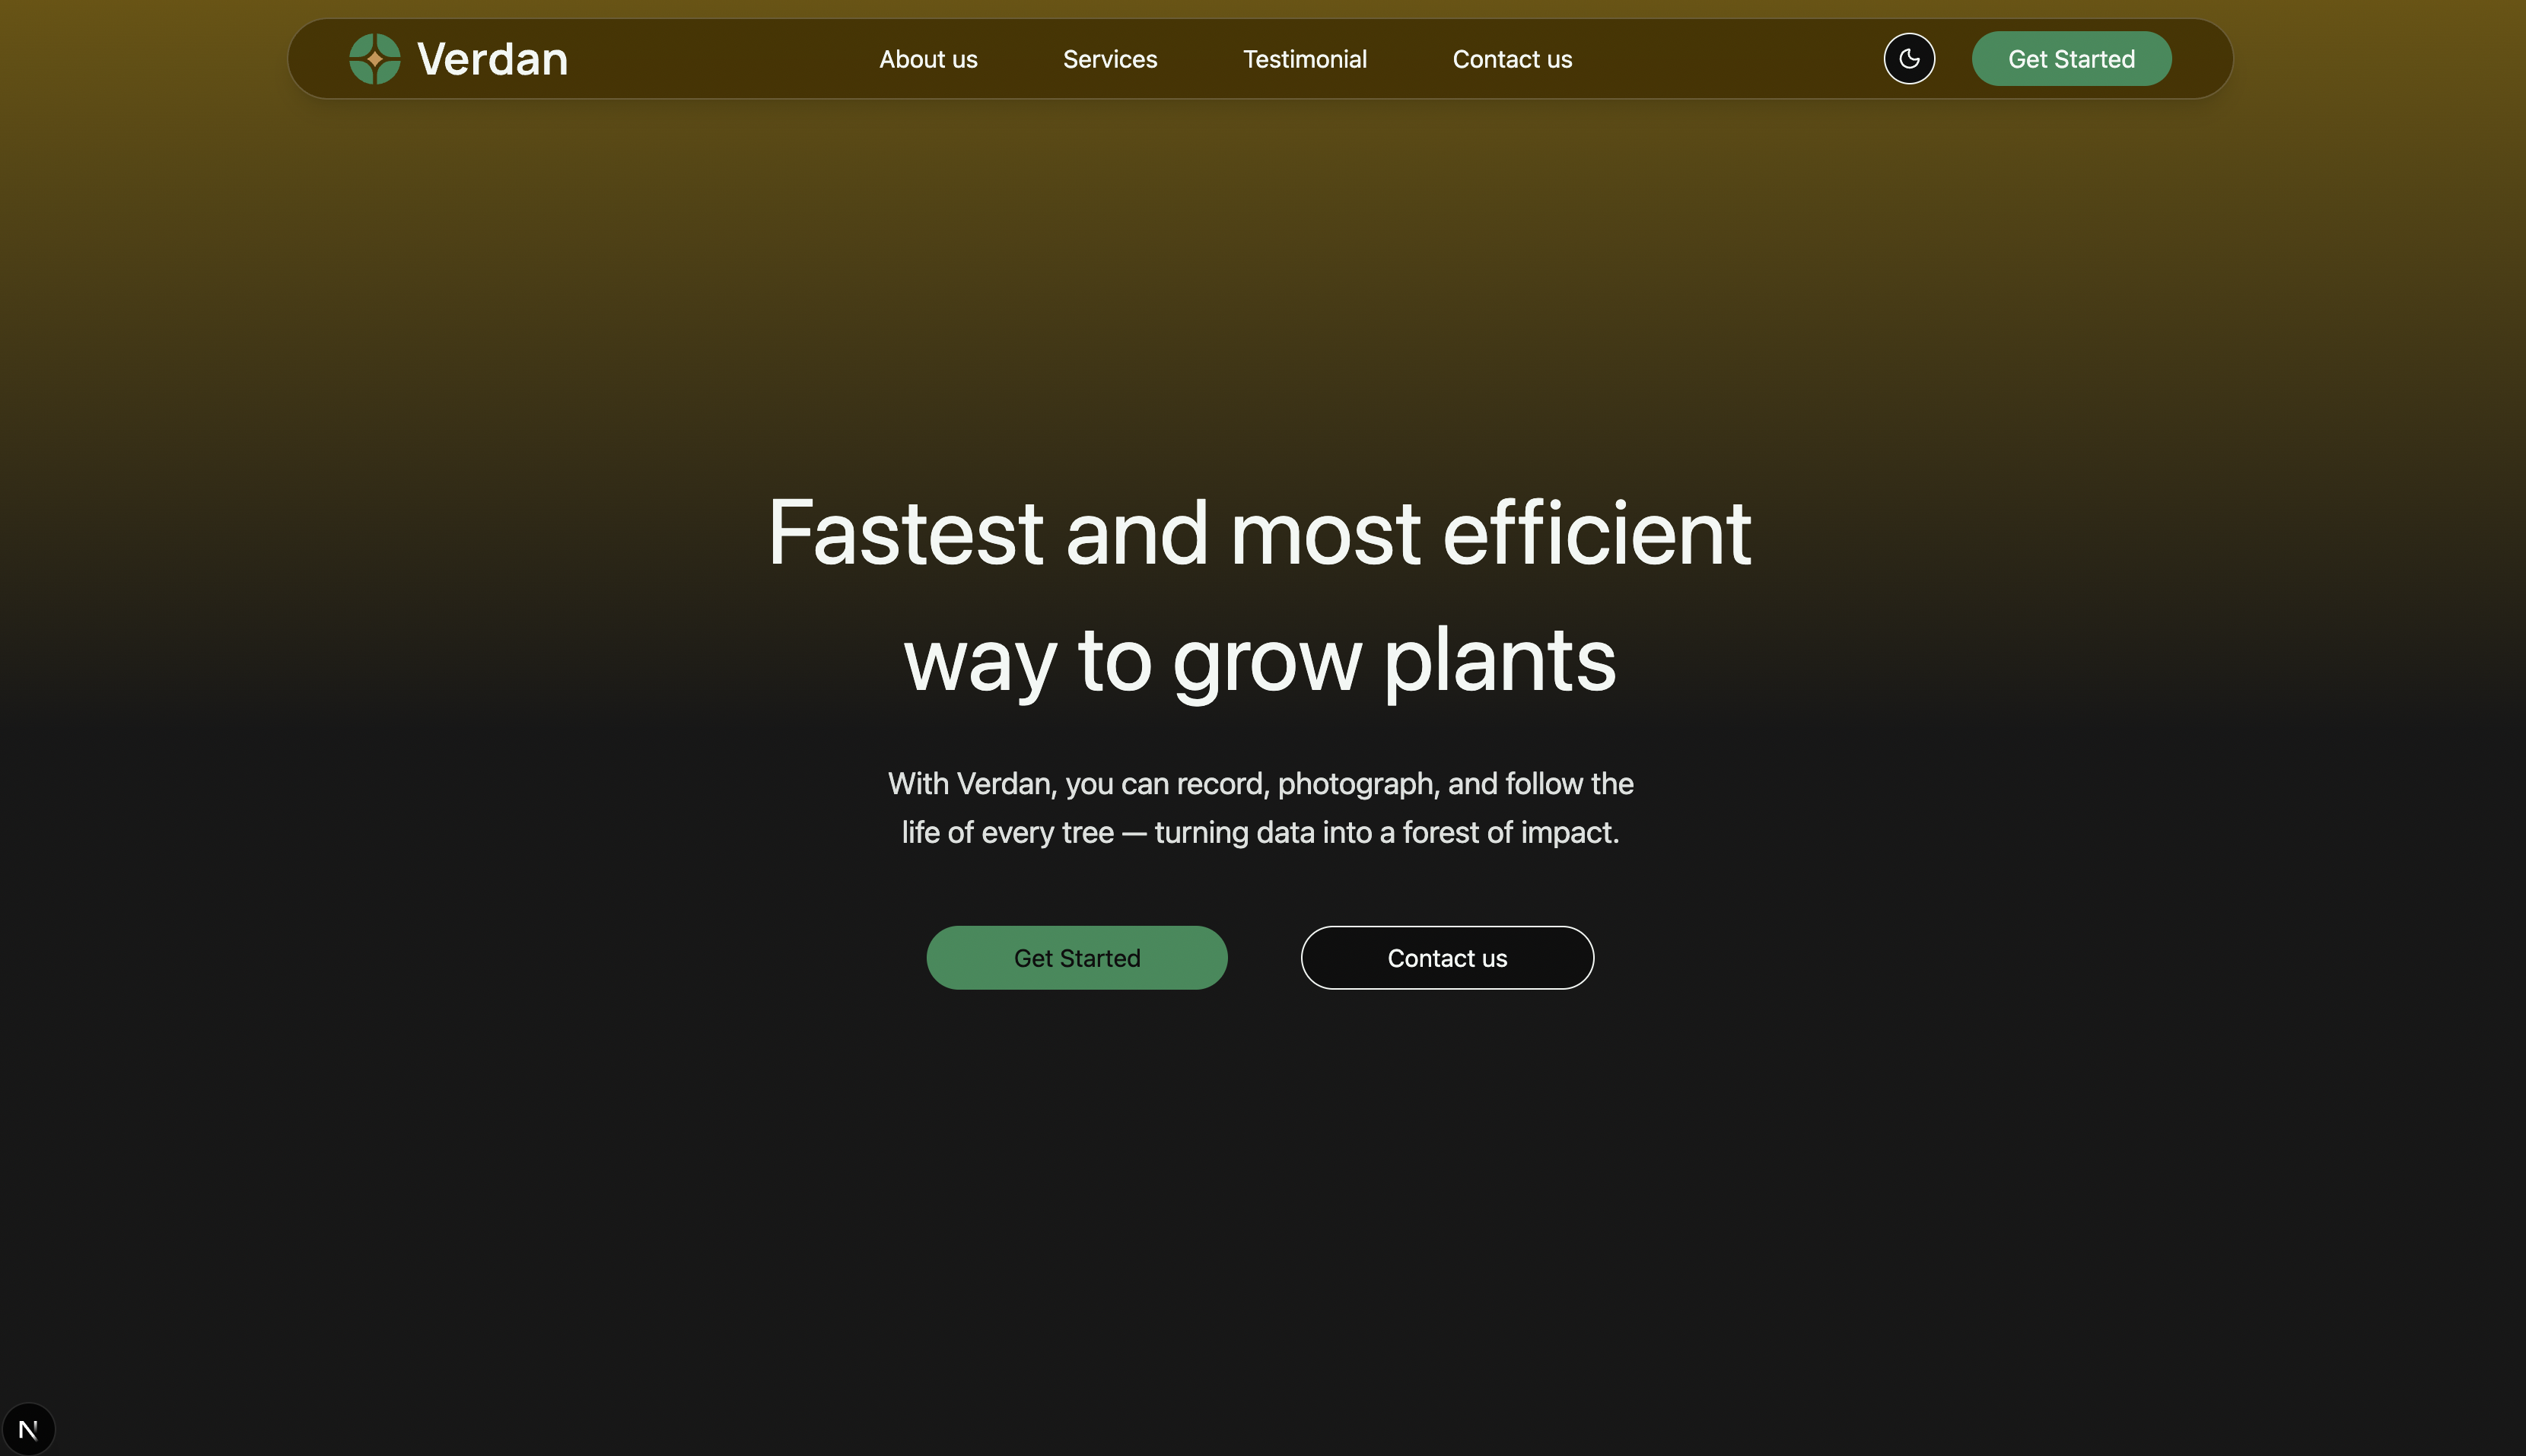 Verdan
About us
Services
Testimonial
Contact us
Get Started
Fastest and most efficient
way to grow plants
With Verdan, you can record, photograph, and follow the
life of every tree — turning data into a forest of impact.
Get Started
Contact us
N